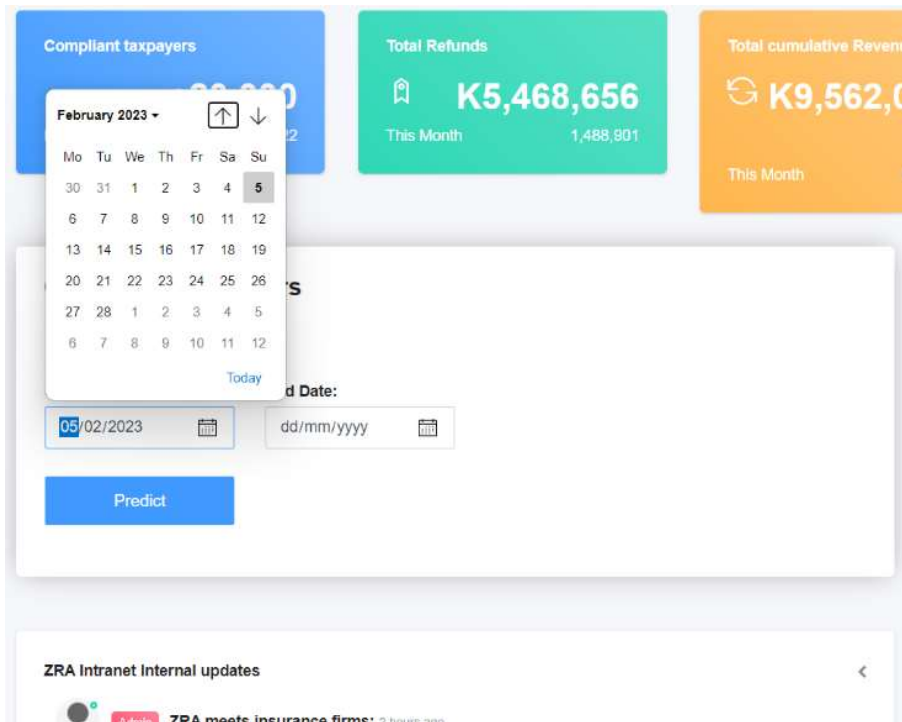 Compliant taxpayers
Total Refunds
K5,468,656
This Month 1,488,901
Total cumulative
K9,562,0
This Month
February 2023
Mo Tu We Th Fr Sa Su
30 31 1 2 3 4 5
6 7 8 9 10 11 12
13 14 15 16 17 18 19
20 21 22 23 24 25 26
27 28 1 2 3 4 5
6 7 8 9 10 11 12
Today
d Date:
05/02/2023
dd/mm/yyyy
Predict
ZRA Intranet Internal updates
Admin ZRA meets insurance firms: 2 hours ago